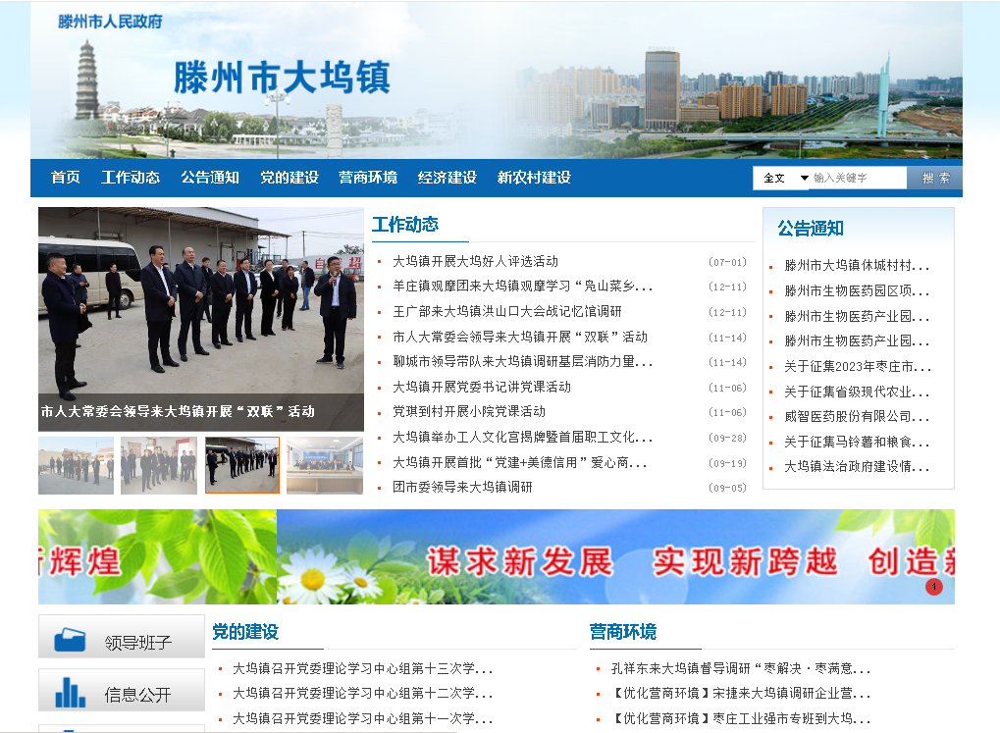 滕州市人民政府
滕州市大坞镇
首页 工作动态 公告通知 党的建设 营商环境 经济建设 新农村建设
全文 输入关键字 搜 索
自 超
市人大常委会领导来大坞镇开展“双联”活动
工作动态
大坞镇开展大坞好人评选活动 (07-01)
羊庄镇观摩团来大坞镇观摩学习“凫山菜乡... (12-11)
王广部来大坞镇洪山口大会战记忆馆调研 (12-11)
市人大常委会领导来大坞镇开展“双联”活动 (11-14)
聊城市领导带队来大坞镇调研基层消防力量... (11-14)
大坞镇开展党委书记讲党课活动 (11-06)
党琪到村开展小院党课活动 (11-06)
大坞镇举办工人文化宫揭牌暨首届职工文化... (09-28)
大坞镇开展首批“党建+美德信用”爱心商... (09-19)
团市委领导来大坞镇调研 (09-05)
公告通知
滕州市大坞镇休城村村...
滕州市生物医药园区项...
滕州市生物医药产业园...
滕州市生物医药产业园...
关于征集2023年枣庄市...
关于征集省级现代农业...
威智医药股份有限公司...
关于征集马铃薯和粮食...
大坞镇法治政府建设情...
新辉煌 谋求新发展 实现新跨越 创造新
1
领导班子
信息公开
党的建设
大坞镇召开党委理论学习中心组第十三次学...
大坞镇召开党委理论学习中心组第十二次学...
大坞镇召开党委理论学习中心组第十一次学...
营商环境
孔祥东来大坞镇督导调研“枣解决·枣满意...
【优化营商环境】宋捷来大坞镇调研企业营...
【优化营商环境】枣庄工业强市专班到大坞...